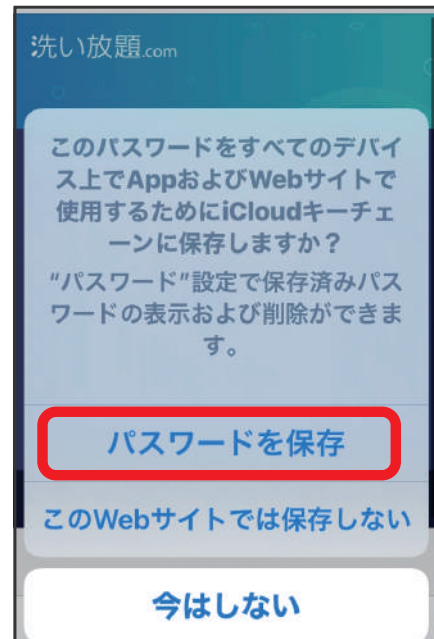 洗い放題.com
このパスワードをすべてのデバイ
ス上でAppおよびWebサイトで
使用するためにiCloudキーチェ
ーンに保存しますか？
“パスワード”設定で保存済みパス
ワードの表示および削除ができま
す。
パスワードを保存
このWebサイトでは保存しない
今はしない